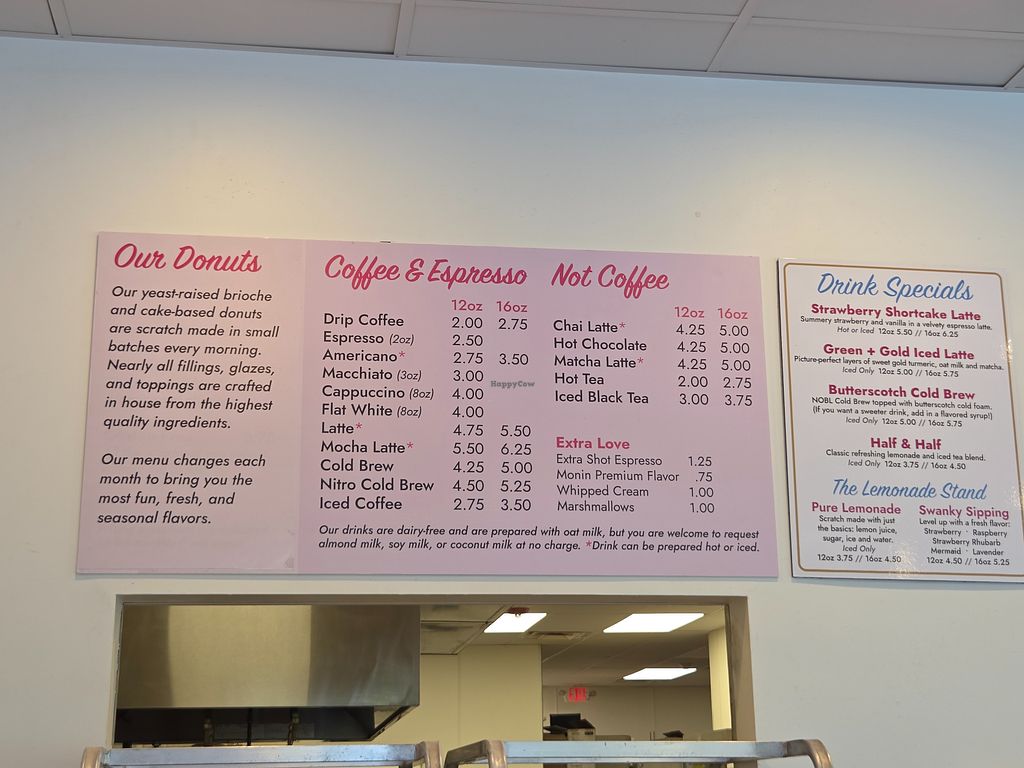 Our Donuts
Our yeast-raised brioche
and cake-based donuts
are scratch made in small
batches every morning.
Nearly all fillings, glazes,
and toppings are crafted
in house from the highest
quality ingredients.
Our menu changes each
month to bring you the
most fun, fresh, and
seasonal flavors.
Coffee & Espresso
12oz 16oz
Drip Coffee 2.00 2.75
Espresso (2oz) 2.50
Americano* 2.75 3.50
Macchiato (3oz) 3.00
Cappuccino (8oz) 4.00
Flat White (8oz) 4.00
Latte* 4.75 5.50
Mocha Latte* 5.50 6.25
Cold Brew 4.25 5.00
Nitro Cold Brew 4.50 5.25
Iced Coffee 2.75 3.50
HappyCow
Not Coffee
12oz 16oz
Chai Latte* 4.25 5.00
Hot Chocolate 4.25 5.00
Matcha Latte* 4.25 5.00
Hot Tea 2.00 2.75
Iced Black Tea 3.00 3.75
Extra Love
Extra Shot Espresso 1.25
Monin Premium Flavor .75
Whipped Cream 1.00
Marshmallows 1.00
Our drinks are dairy-free and are prepared with oat milk, but you are welcome to request
almond milk, soy milk, or coconut milk at no charge. *Drink can be prepared hot or iced.
Drink Specials
Strawberry Shortcake Latte
Summery strawberry and vanilla in a velvety espresso latte.
Hot or Iced 12oz 5.50 // 16oz 6.25
Green + Gold Iced Latte
Picture-perfect layers of sweet gold turmeric, oat milk and matcha.
Iced Only 12oz 5.00 // 16oz 5.75
Butterscotch Cold Brew
NOBL Cold Brew topped with butterscotch cold foam.
(If you want a sweeter drink, add in a flavored syrup!)
Iced Only 12oz 5.00 // 16oz 5.75
Half & Half
Classic refreshing lemonade and iced tea blend.
Iced Only 12oz 3.75 // 16oz 4.50
The Lemonade Stand
Pure Lemonade
Scratch made with just
the basics: lemon juice,
sugar, ice and water.
Iced Only
12oz 3.75 // 16oz 4.50
Swanky Sipping
Level up with a fresh flavor:
Strawberry · Raspberry
Strawberry Rhubarb
Mermaid · Lavender
12oz 4.50 // 16oz 5.25
EXIT